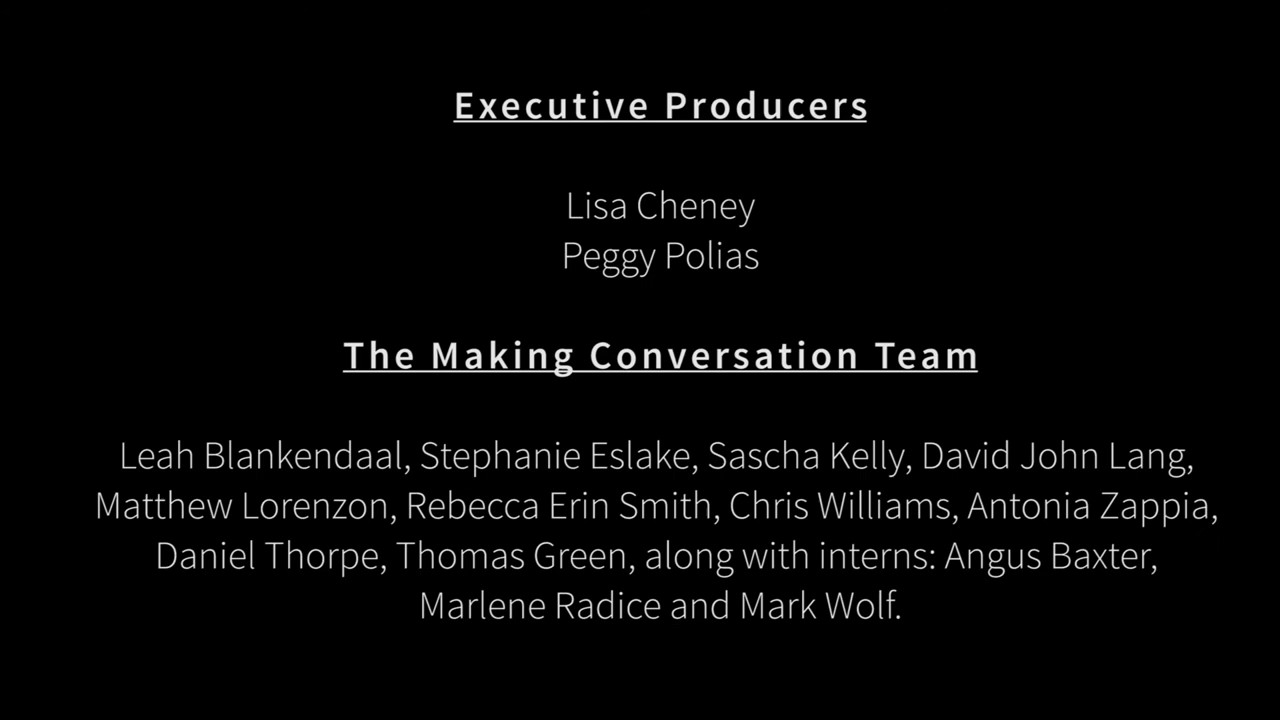 Executive Producers
Lisa Cheney
Peggy Polias
The Making Conversation Team
Leah Blankendaal, Stephanie Eslake, Sascha Kelly, David John Lang,
Matthew Lorenzon, Rebecca Erin Smith, Chris Williams, Antonia Zappia,
Daniel Thorpe, Thomas Green, along with interns: Angus Baxter,
Marlene Radice and Mark Wolf.